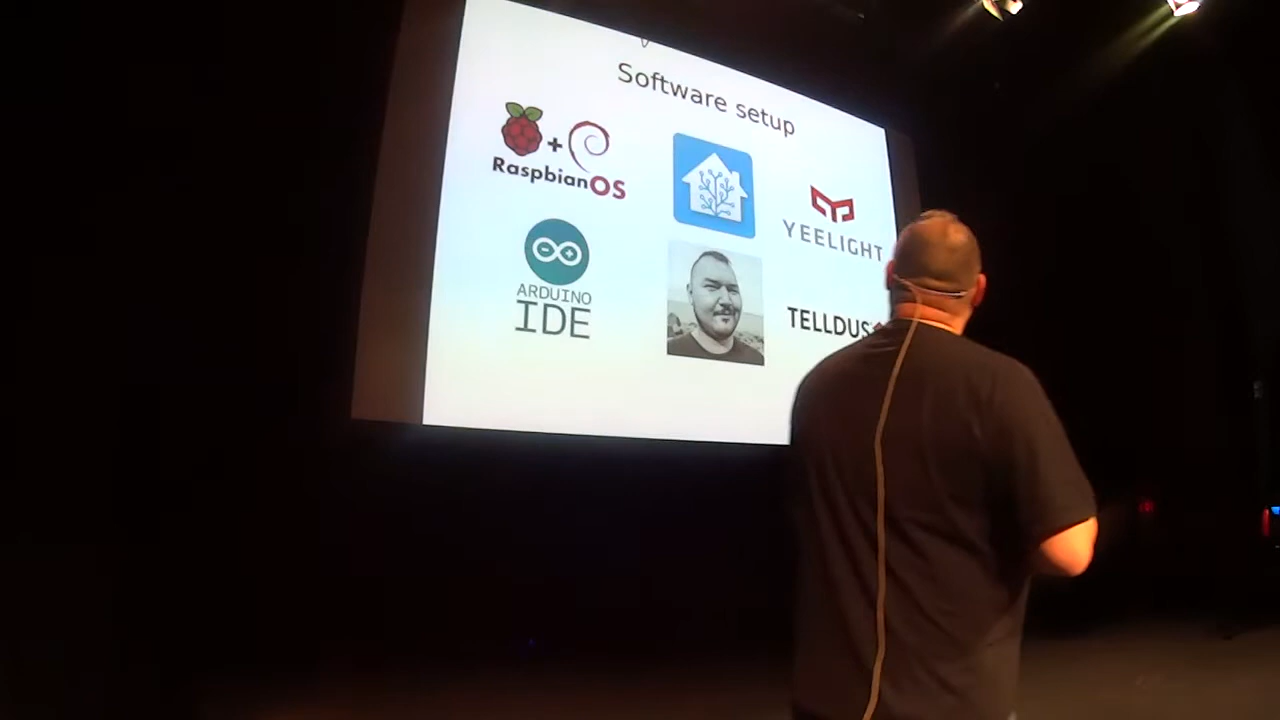 Software setup
+
RaspbianOS
YEELIGHT
ARDUINO
IDE
TELLDUS